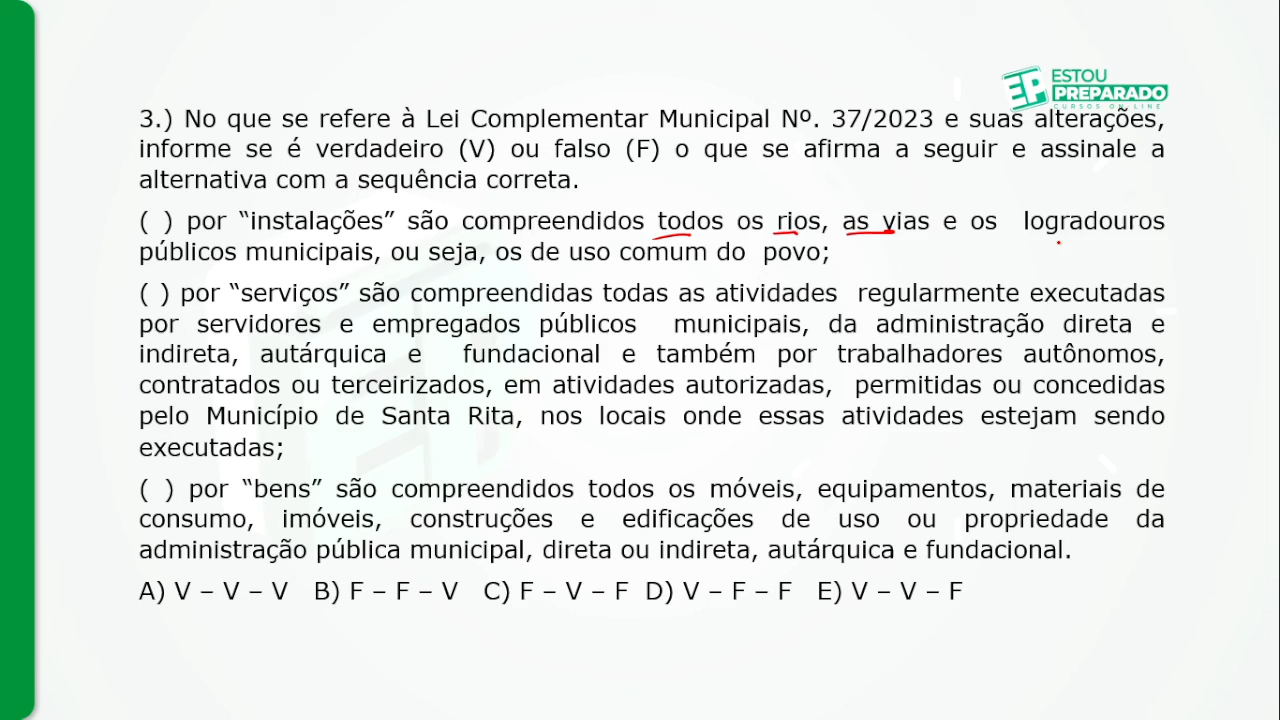 ESTOU
PREPARADO
CURSOS ON LINE
3.) No que se refere à Lei Complementar Municipal Nº. 37/2023 e suas alterações,
informe se é verdadeiro (V) ou falso (F) o que se afirma a seguir e assinale a
alternativa com a sequência correta.
( ) por “instalações” são compreendidos todos os rios, as vias e os logradouros
públicos municipais, ou seja, os de uso comum do povo;
( ) por “serviços” são compreendidas todas as atividades regularmente executadas
por servidores e empregados públicos municipais, da administração direta e
indireta, autárquica e fundacional e também por trabalhadores autônomos,
contratados ou terceirizados, em atividades autorizadas, permitidas ou concedidas
pelo Município de Santa Rita, nos locais onde essas atividades estejam sendo
executadas;
( ) por “bens” são compreendidos todos os móveis, equipamentos, materiais de
consumo, imóveis, construções e edificações de uso ou propriedade da
administração pública municipal, direta ou indireta, autárquica e fundacional.
A) V – V – V B) F – F – V C) F – V – F D) V – F – F E) V – V – F